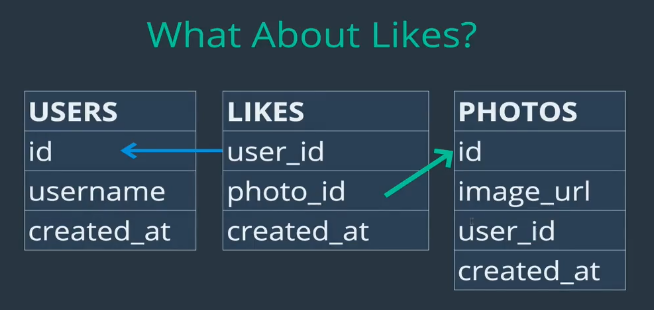 What About Likes?
USERS
id
username
created_at
LIKES
user_id
photo_id
created_at
PHOTOS
id
image_url
user_id
created_at